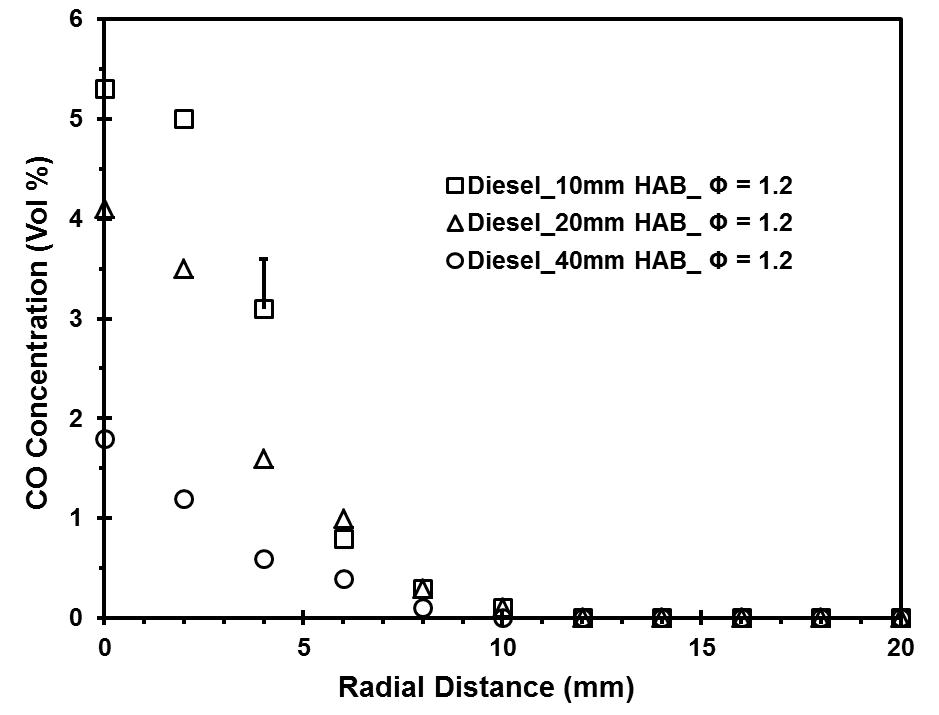 6
5
4
3
2
1
0
CO Concentration (Vol %)
Diesel_10mm HAB_ Φ = 1.2
Diesel_20mm HAB_ Φ = 1.2
Diesel_40mm HAB_ Φ = 1.2
0 5 10 15 20
Radial Distance (mm)